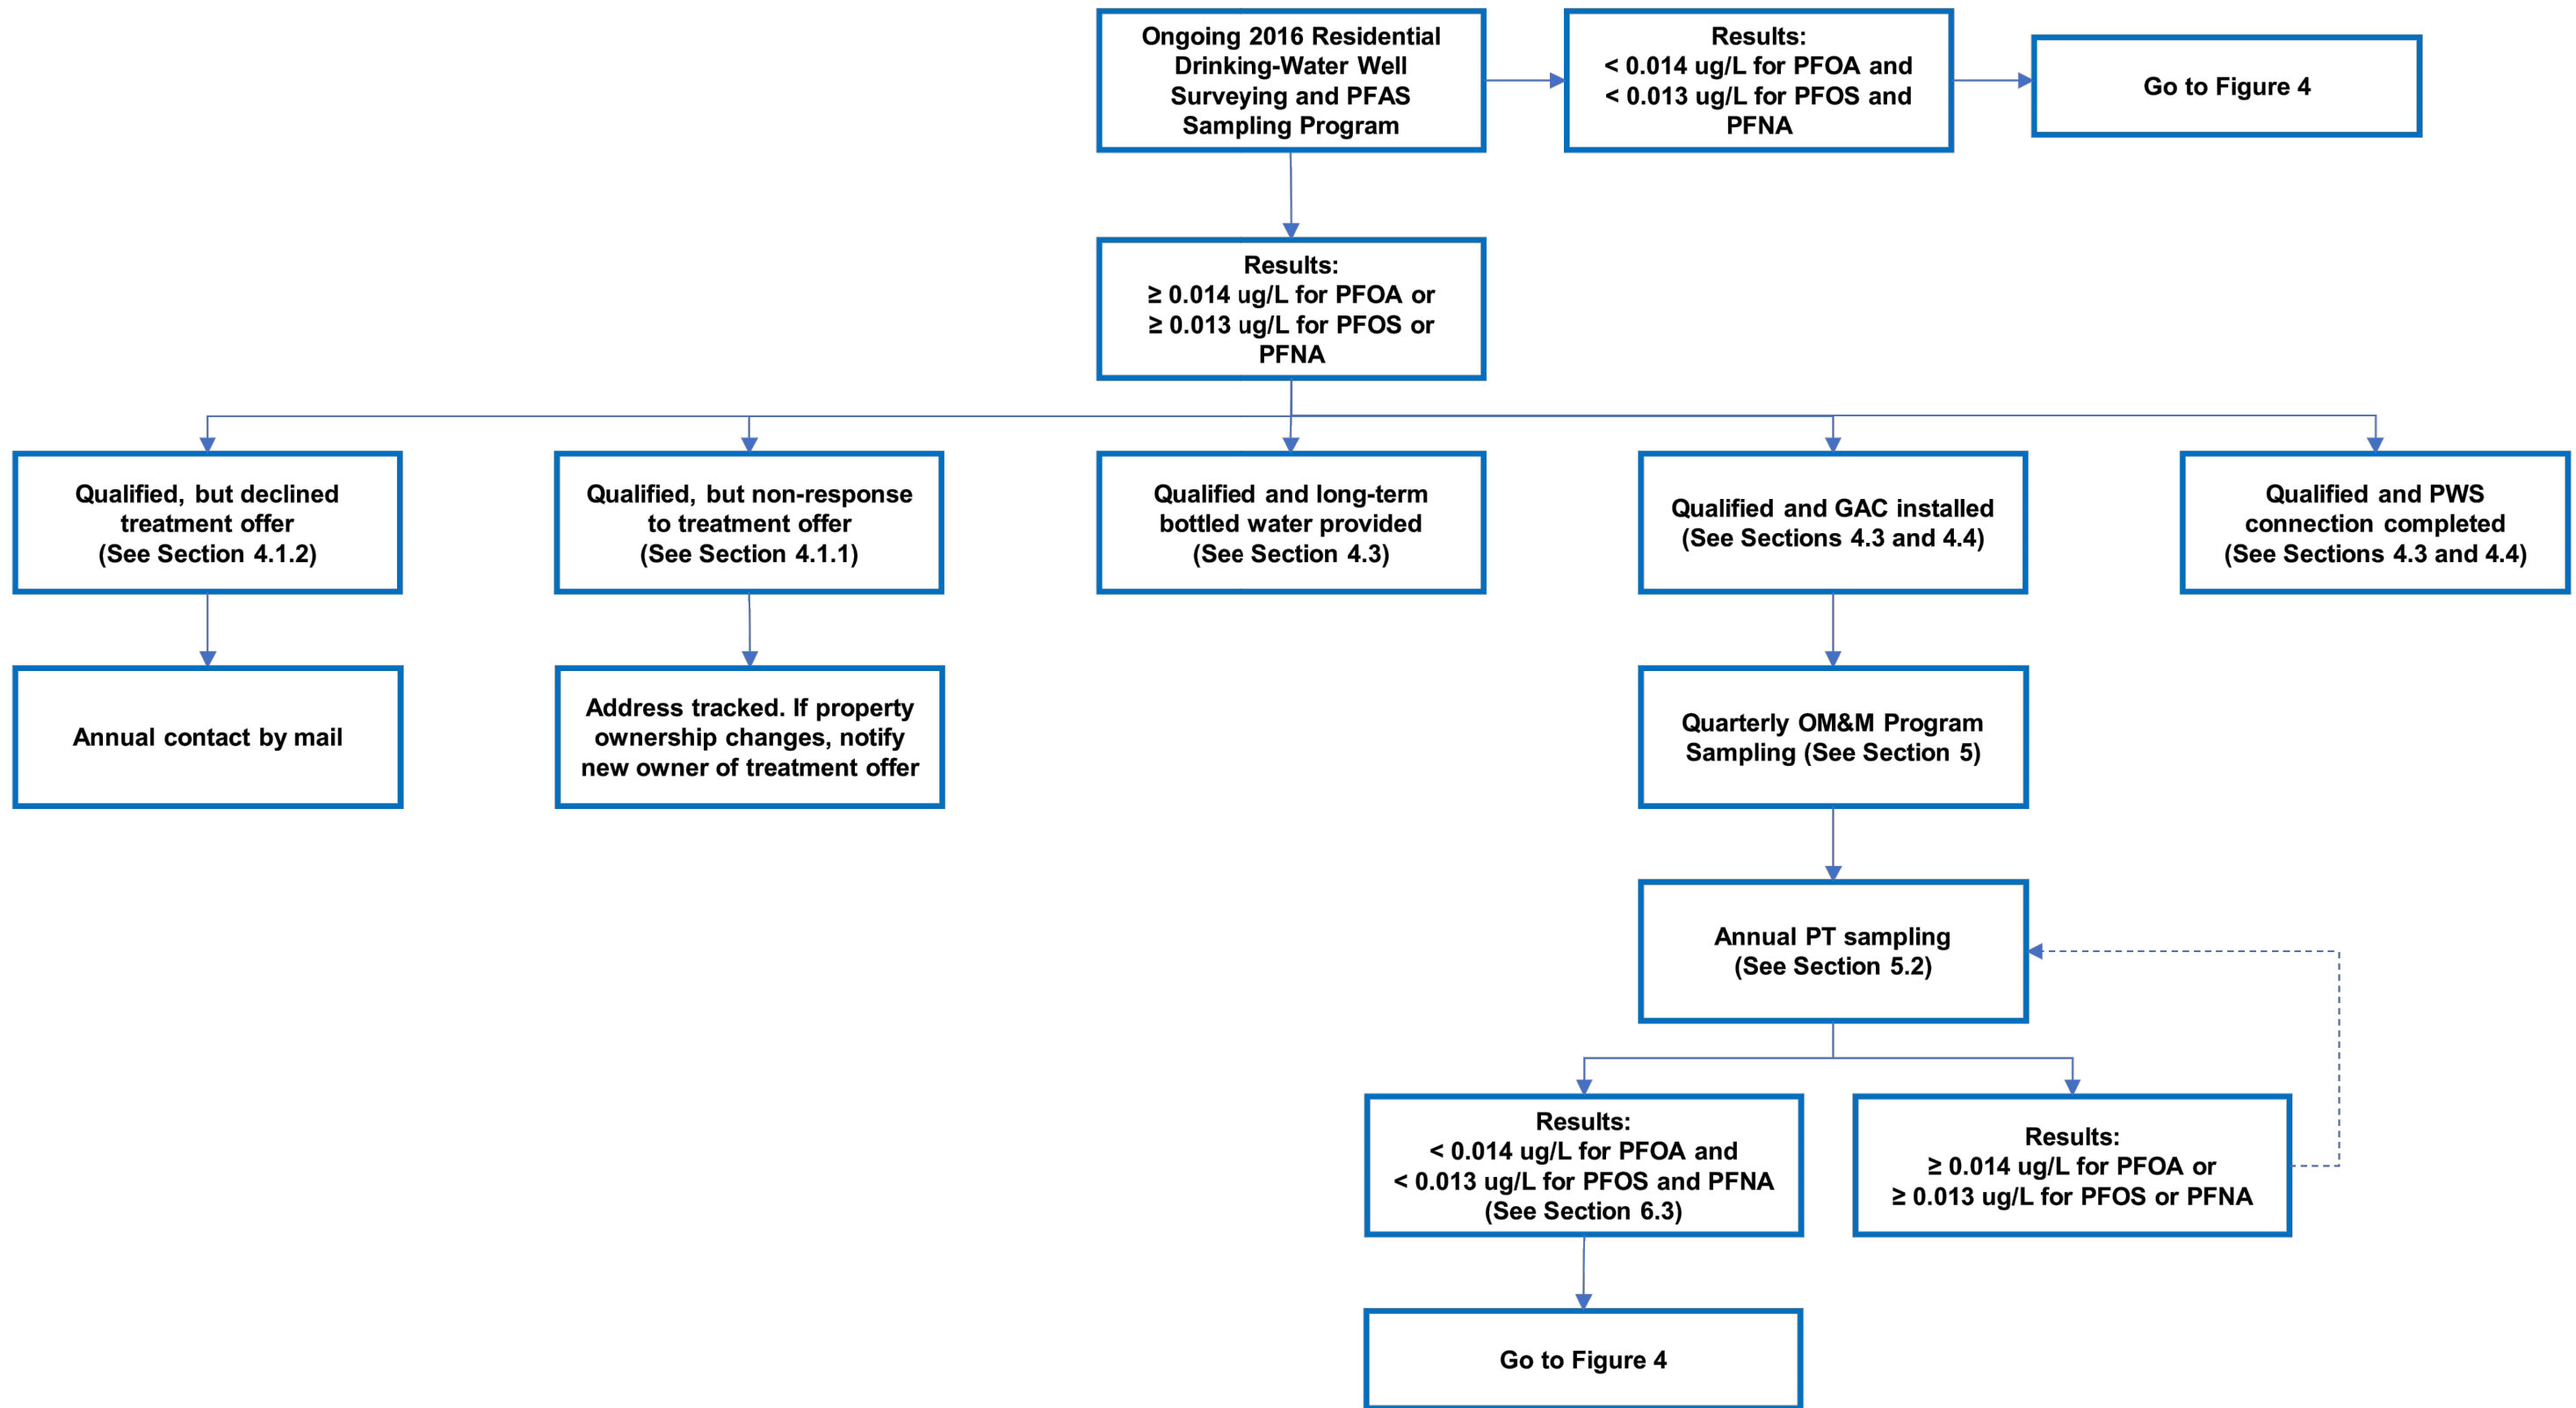 Ongoing 2016 Residential
Drinking-Water Well
Surveying and PFAS
Sampling Program
Results:
< 0.014 ug/L for PFOA and
< 0.013 ug/L for PFOS and
PFNA
Go to Figure 4
Results:
≥ 0.014 ug/L for PFOA or
≥ 0.013 ug/L for PFOS or
PFNA
Qualified, but declined
treatment offer
(See Section 4.1.2)
Qualified, but non-response
to treatment offer
(See Section 4.1.1)
Qualified and long-term
bottled water provided
(See Section 4.3)
Qualified and GAC installed
(See Sections 4.3 and 4.4)
Qualified and PWS
connection completed
(See Sections 4.3 and 4.4)
Annual contact by mail
Address tracked. If property
ownership changes, notify
new owner of treatment offer
Quarterly OM&M Program
Sampling (See Section 5)
Annual PT sampling
(See Section 5.2)
Results:
< 0.014 ug/L for PFOA and
< 0.013 ug/L for PFOS and PFNA
(See Section 6.3)
Results:
≥ 0.014 ug/L for PFOA or
≥ 0.013 ug/L for PFOS or PFNA
Go to Figure 4